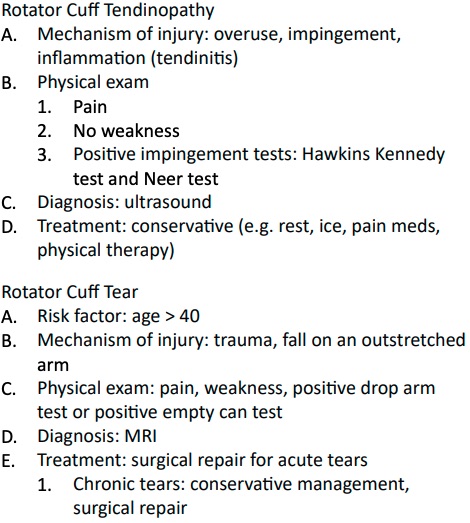 Rotator Cuff Tendinopathy
A. Mechanism of injury: overuse, impingement,
inflammation (tendinitis)
B. Physical exam
1. Pain
2. No weakness
3. Positive impingement tests: Hawkins Kennedy
test and Neer test
C. Diagnosis: ultrasound
D. Treatment: conservative (e.g. rest, ice, pain meds,
physical therapy)
Rotator Cuff Tear
A. Risk factor: age > 40
B. Mechanism of injury: trauma, fall on an outstretched
arm
C. Physical exam: pain, weakness, positive drop arm
test or positive empty can test
D. Diagnosis: MRI
E. Treatment: surgical repair for acute tears
1. Chronic tears: conservative management,
surgical repair